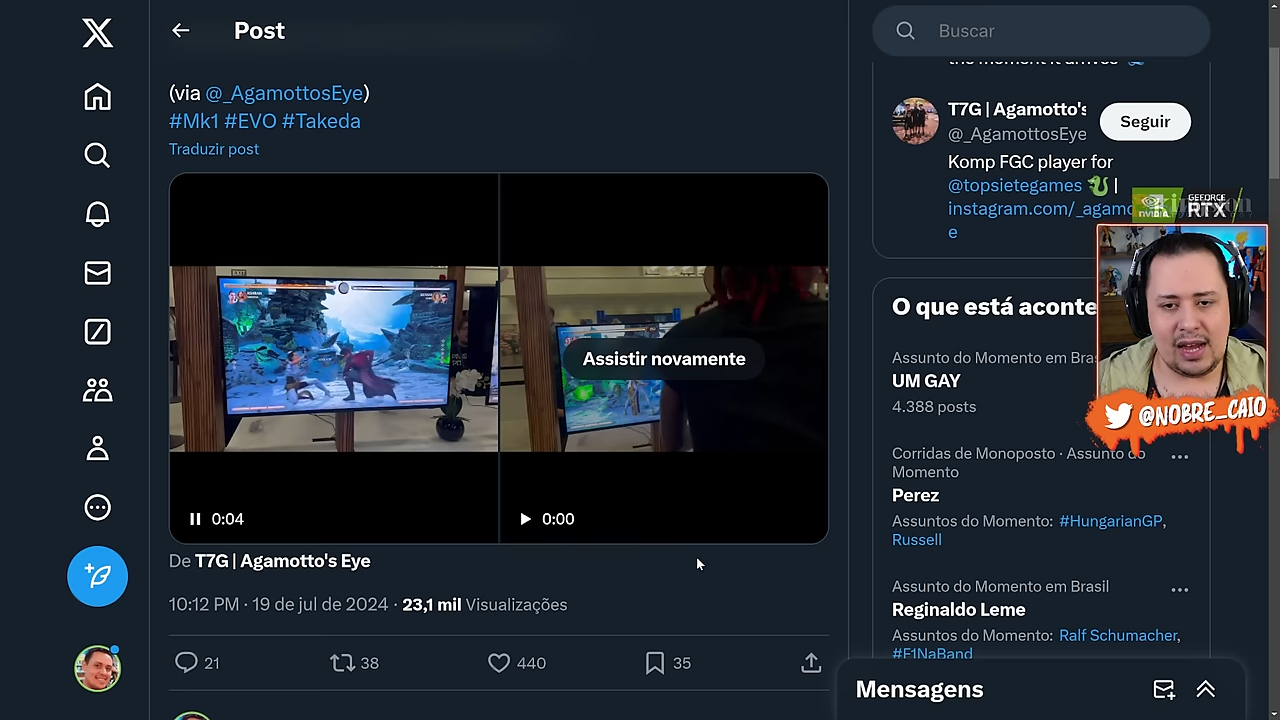 Post
(via @_AgamottosEye)
#Mk1 #EVO #Takeda
Traduzir post
EXIT
Assistir novamente
0:04
0:00
De T7G | Agamotto's Eye
10:12 PM · 19 de jul de 2024 · 23,1 mil Visualizações
21
38
440
35
Buscar
the moment it arrives
T7G | Agamotto's
@_AgamottosEye
Seguir
Komp FGC player for
@topsietegames |
instagram.com/_agamo
e
NVIDIA
GEFORCE
RTX
@NOBRE_CAIO
O que está aconte
Assunto do Momento em Bras
UM GAY
4.388 posts
Corridas de Monoposto · Assunto do
Momento
Perez
Assuntos do Momento: #HungarianGP,
Russell
Assunto do Momento em Brasil
Reginaldo Leme
Assuntos do Momento: Ralf Schumacher,
#F1NaBand
Mensagens